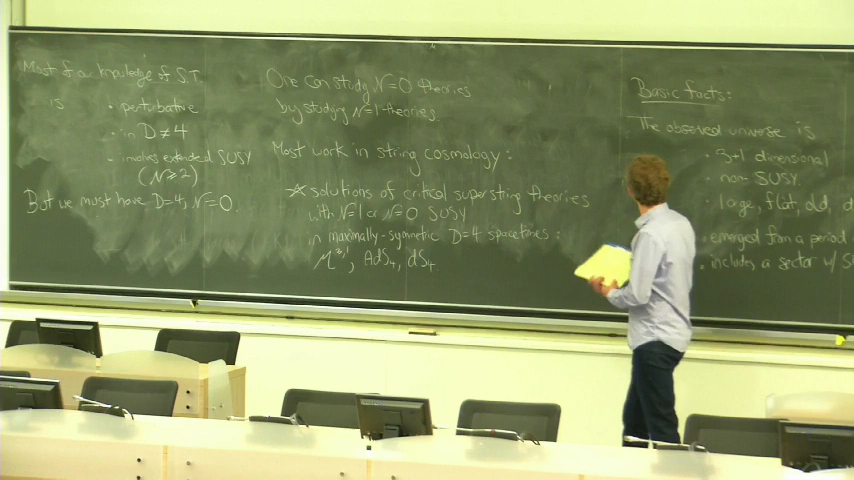 Most of our knowledge of S.T.
is • perturbative
• in D≠4
• involves extended SUSY
(N≥2)
But we must have D=4, N=0.
One can study N=0 theories
by studying N=1 theories.
Most work in string cosmology:
* solutions of critical superstring theories
with N=1 or N=0 SUSY
in maximally-symmetric D=4 spacetimes:
M³,¹, AdS₄, dS₄
Basic facts:
The observed universe is
• 3+1 dimensional
• non-SUSY.
• large, flat, old, d
• emerged from a period
• includes a sector w/ S